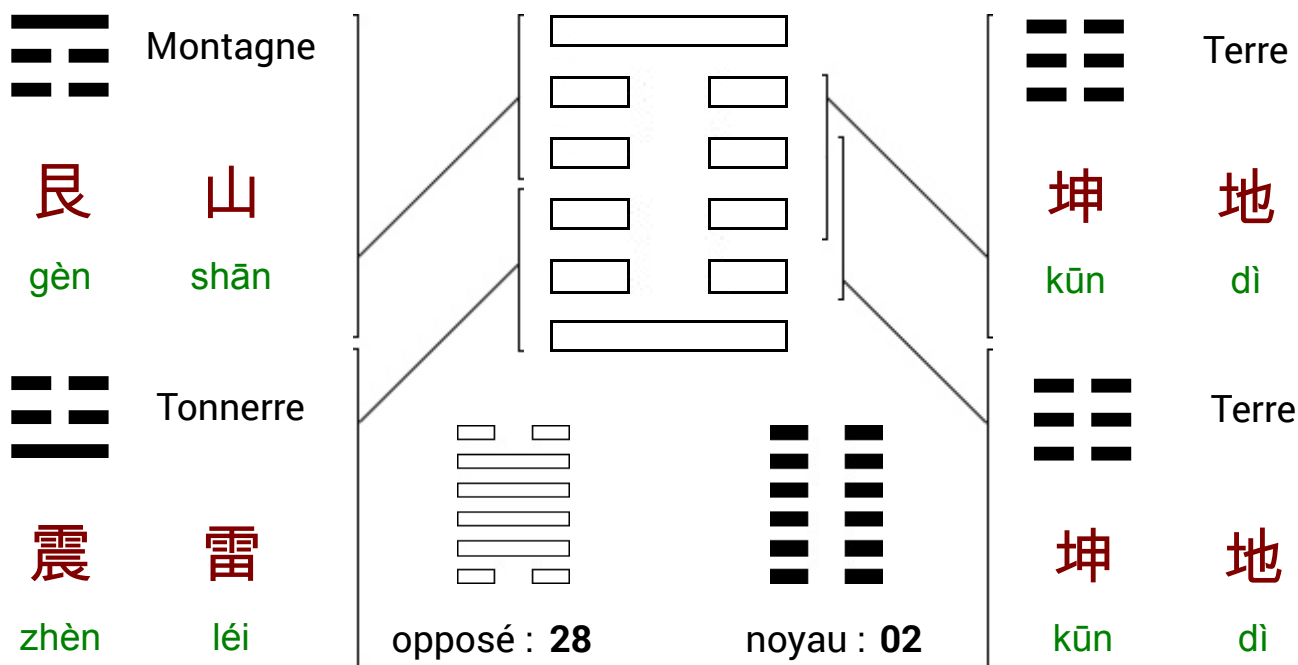 Montagne
艮 山
gèn shān
Tonnerre
震 雷
zhèn léi
opposé : 28
noyau : 02
Terre
坤 地
kūn dì
Terre
坤 地
kūn dì